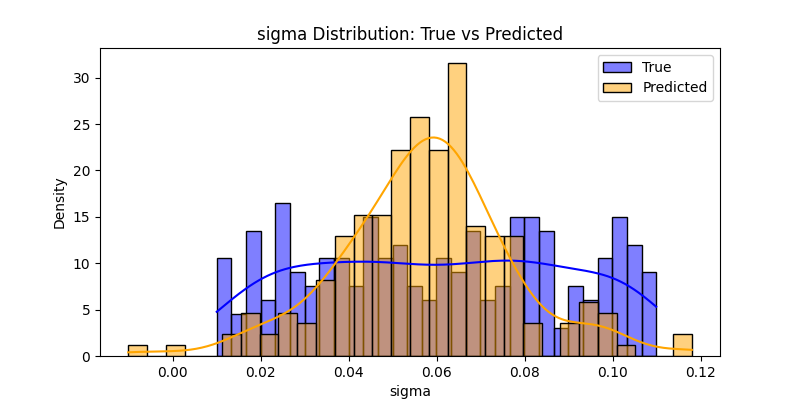 sigma Distribution: True vs Predicted
True
Predicted
Density
30
25
20
15
10
5
0
0.00 0.02 0.04 0.06 0.08 0.10 0.12
sigma